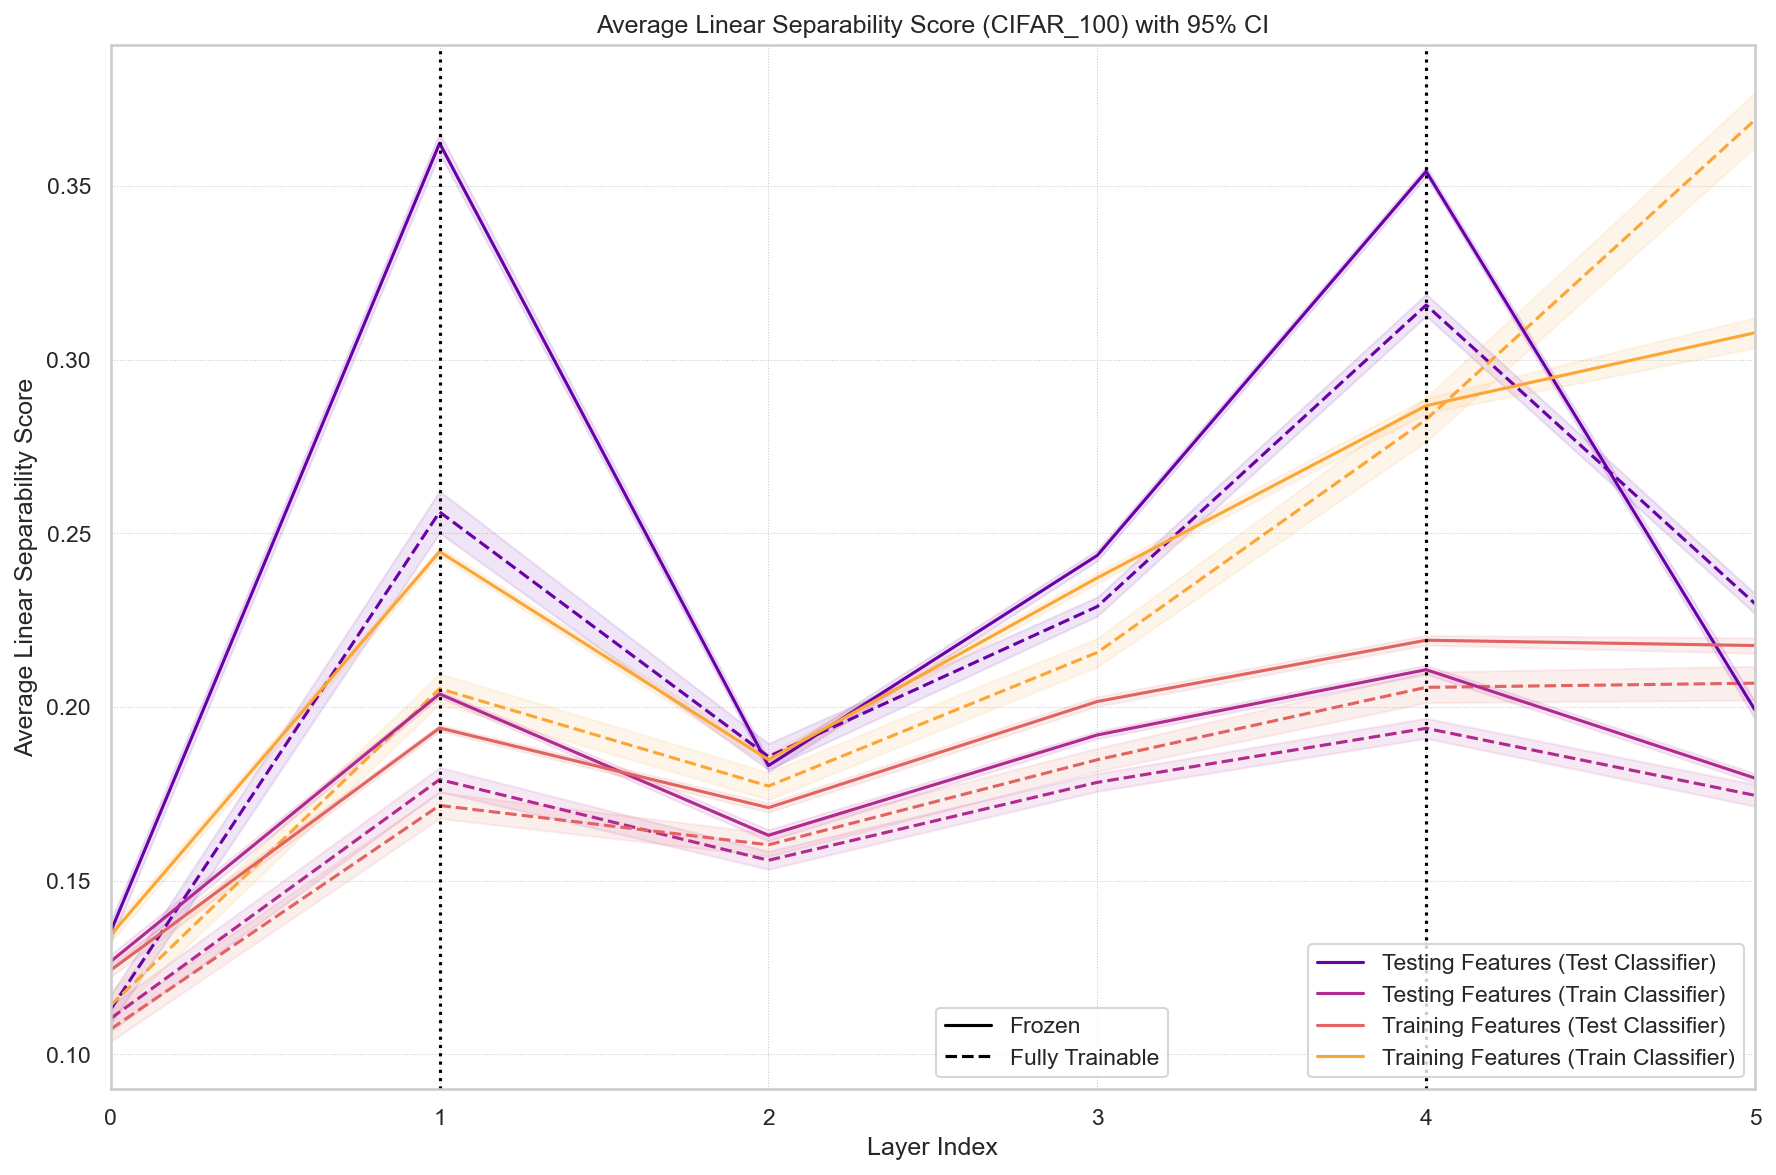 Average Linear Separability Score (CIFAR_100) with 95% CI
Average Linear Separability Score
0.35
0.30
0.25
0.20
0.15
0.10
Frozen
Fully Trainable
Testing Features (Test Classifier)
Testing Features (Train Classifier)
Training Features (Test Classifier)
Training Features (Train Classifier)
0 1 2 3 4 5
Layer Index